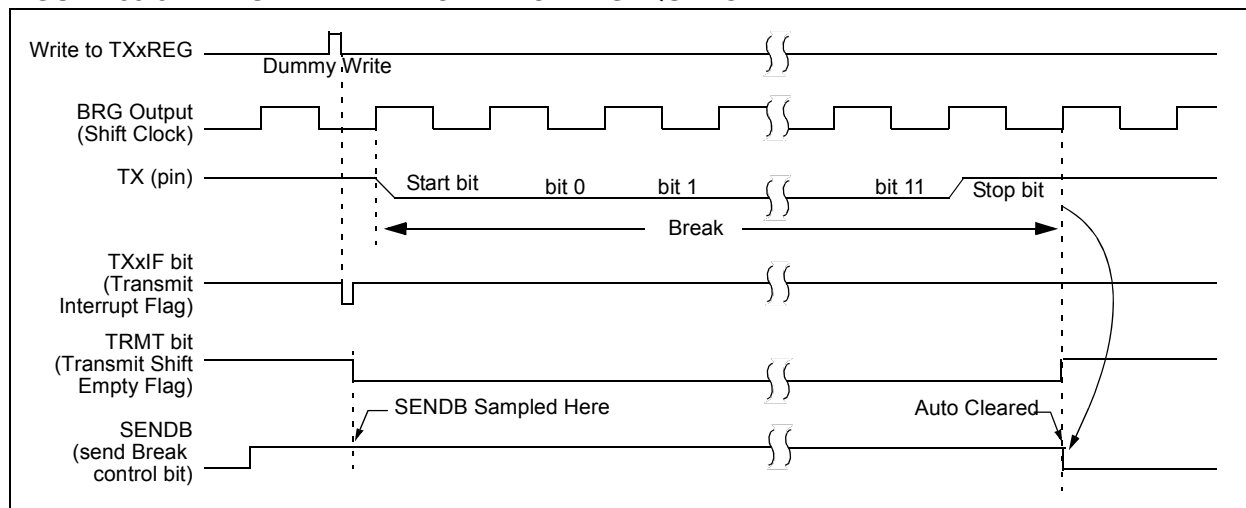 Write to TXxREG
Dummy Write
BRG Output
(Shift Clock)
TX (pin)
Start bit
bit 0
bit 1
bit 11
Stop bit
Break
TXxIF bit
(Transmit
Interrupt Flag)
TRMT bit
(Transmit Shift
Empty Flag)
SENDB Sampled Here
Auto Cleared
SENDB
(send Break
control bit)